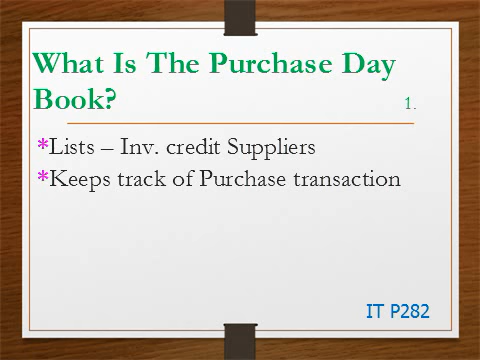 What Is The Purchase Day
Book? 1.
*Lists – Inv. credit Suppliers
*Keeps track of Purchase transaction
IT P282